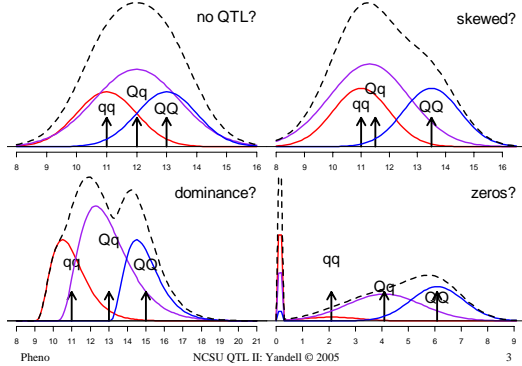 no QTL?
skewed?
qq
Qq
QQ
qq
Qq
QQ
8 9 10 11 12 13 14 15 16
8 9 10 11 12 13 14 15 16
dominance?
zeros?
qq
Qq
QQ
qq
Qq
QQ
7 8 9 10 11 12 13 14 15 16 17 18 19 20 21
0 1 2 3 4 5 6 7 8 9
Pheno
NCSU QTL II: Yandell © 2005
3